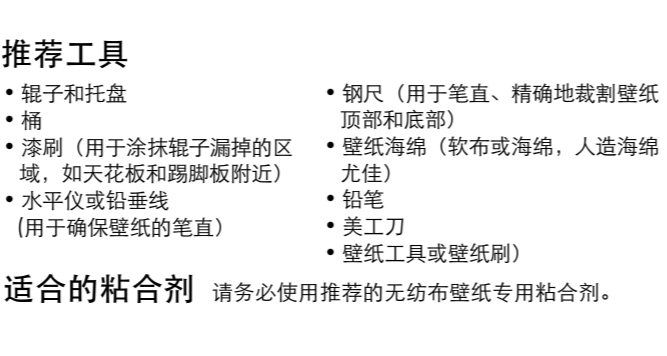 推荐工具
• 辊子和托盘
• 桶
• 漆刷（用于涂抹辊子漏掉的区
域，如天花板和踢脚板附近）
• 水平仪或铅垂线
(用于确保壁纸的笔直）
• 钢尺（用于笔直、精确地裁割壁纸
顶部和底部）
• 壁纸海绵（软布或海绵，人造海绵
尤佳）
• 铅笔
• 美工刀
• 壁纸工具或壁纸刷）
适合的粘合剂 请务必使用推荐的无纺布壁纸专用粘合剂。